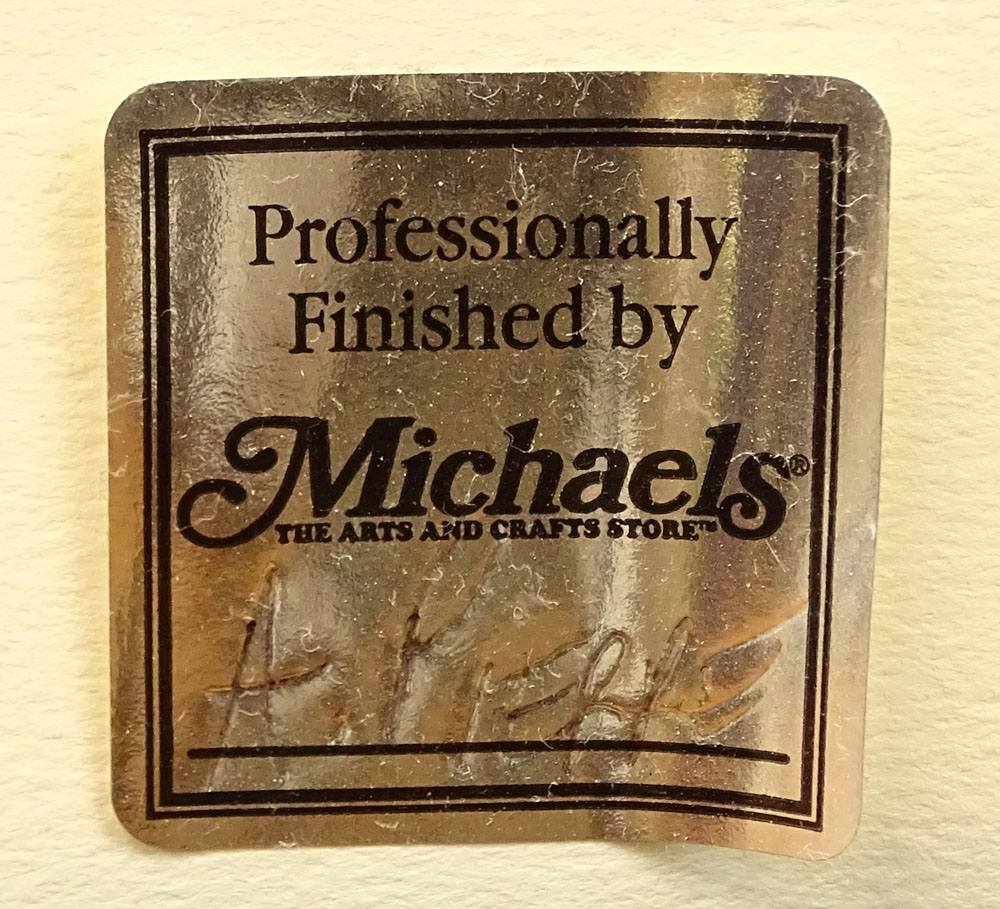 Professionally
Finished by
Michaels®
THE ARTS AND CRAFTS STORE™